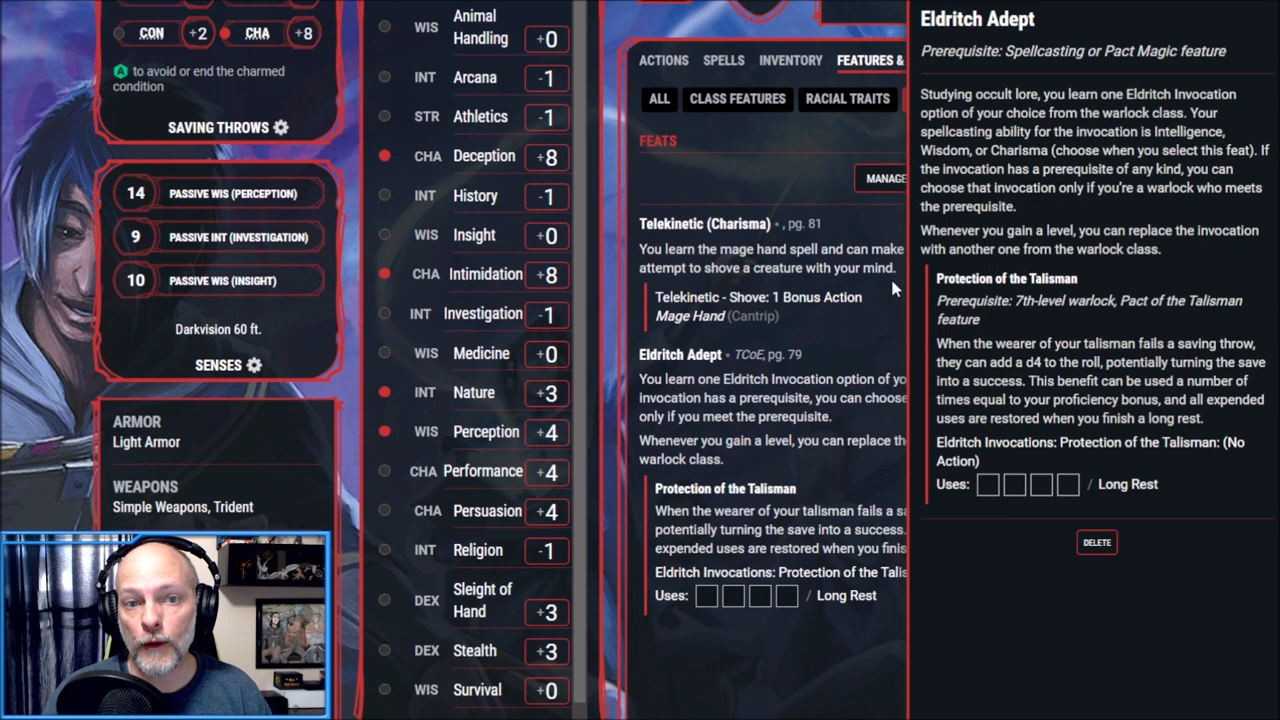 CON +2 CHA +8
A to avoid or end the charmed
condition
SAVING THROWS
14 PASSIVE WIS (PERCEPTION)
9 PASSIVE INT (INVESTIGATION)
10 PASSIVE WIS (INSIGHT)
Darkvision 60 ft.
SENSES
ARMOR
Light Armor
WEAPONS
Simple Weapons, Trident
WIS Animal
Handling +0
INT Arcana -1
STR Athletics -1
CHA Deception +8
INT History -1
WIS Insight +0
CHA Intimidation +8
INT Investigation -1
WIS Medicine +0
INT Nature +3
WIS Perception +4
CHA Performance +4
CHA Persuasion +4
INT Religion -1
DEX Sleight of
Hand +3
DEX Stealth +3
WIS Survival +0
ACTIONS SPELLS INVENTORY FEATURES &
ALL CLASS FEATURES RACIAL TRAITS
FEATS
MANAGE
Telekinetic (Charisma) • , pg. 81
You learn the mage hand spell and can make
attempt to shove a creature with your mind.
Telekinetic - Shove: 1 Bonus Action
Mage Hand (Cantrip)
Eldritch Adept • TCoE, pg. 79
You learn one Eldritch Invocation option of yo
invocation has a prerequisite, you can choose
only if you meet the prerequisite.
Whenever you gain a level, you can replace th
warlock class.
Protection of the Talisman
When the wearer of your talisman fails a sa
potentially turning the save into a success.
expended uses are restored when you finis
Eldritch Invocations: Protection of the Talis
Uses: / Long Rest
Eldritch Adept
Prerequisite: Spellcasting or Pact Magic feature
Studying occult lore, you learn one Eldritch Invocation
option of your choice from the warlock class. Your
spellcasting ability for the invocation is Intelligence,
Wisdom, or Charisma (choose when you select this feat). If
the invocation has a prerequisite of any kind, you can
choose that invocation only if you're a warlock who meets
the prerequisite.
Whenever you gain a level, you can replace the invocation
with another one from the warlock class.
Protection of the Talisman
Prerequisite: 7th-level warlock, Pact of the Talisman
feature
When the wearer of your talisman fails a saving throw,
they can add a d4 to the roll, potentially turning the save
into a success. This benefit can be used a number of
times equal to your proficiency bonus, and all expended
uses are restored when you finish a long rest.
Eldritch Invocations: Protection of the Talisman: (No
Action)
Uses: / Long Rest
DELETE